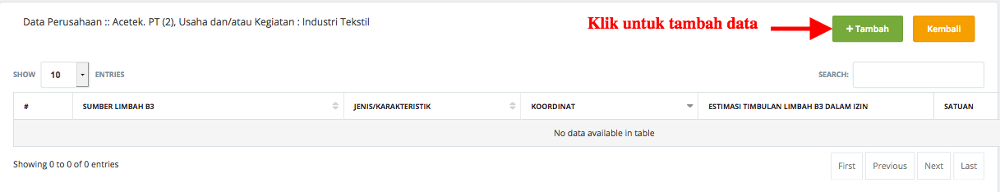 Data Perusahaan :: Acetek. PT (2), Usaha dan/atau Kegiatan : Industri Tekstil
Klik untuk tambah data
+ Tambah
Kembali
SHOW 10 ENTRIES
SEARCH:
# SUMBER LIMBAH B3 JENIS/KARAKTERISTIK KOORDINAT ESTIMASI TIMBULAN LIMBAH B3 DALAM IZIN SATUAN
No data available in table
Showing 0 to 0 of 0 entries
First Previous Next Last